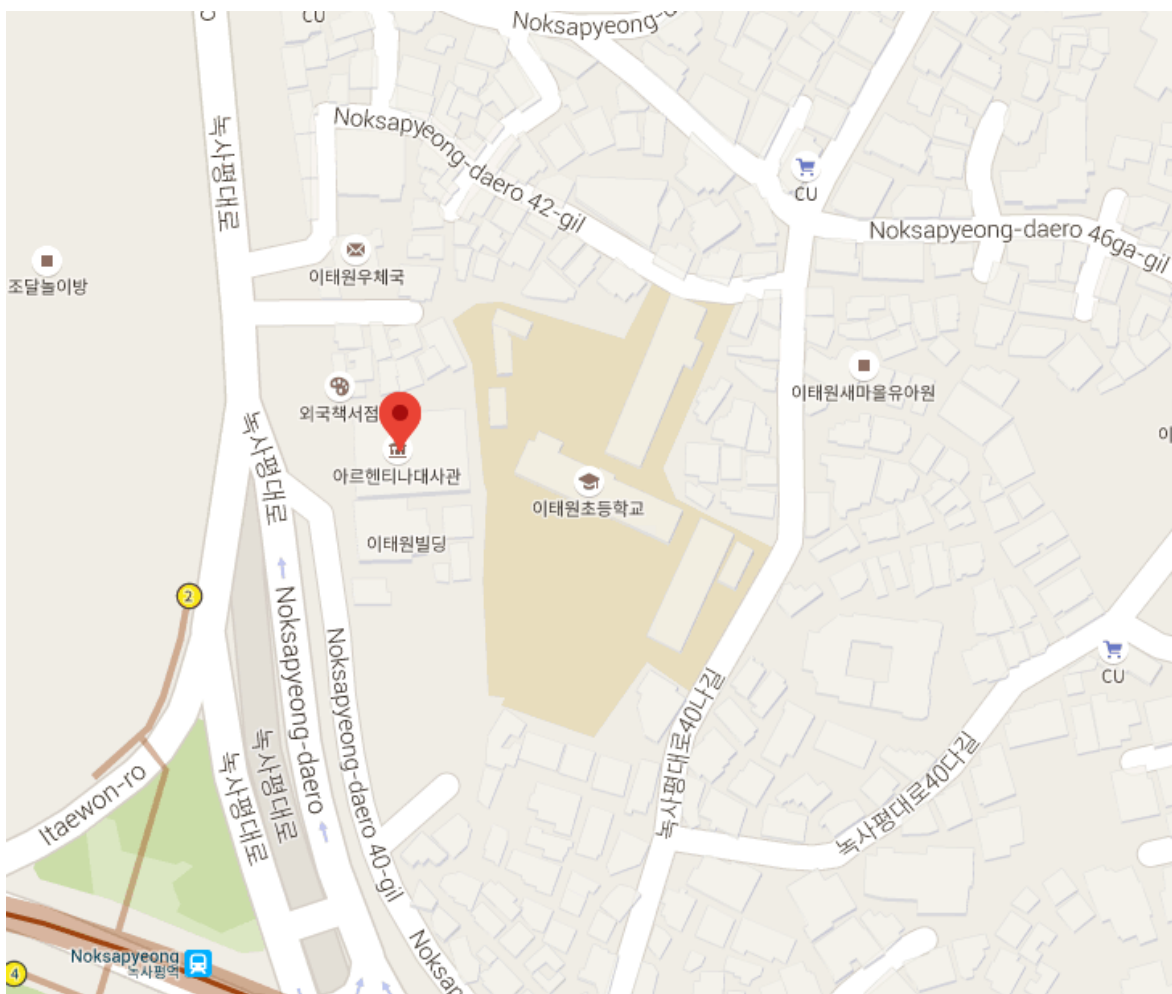 CU
Noksapyeong-
녹사평대로
Noksapyeong-daero 42-gil
CU
Noksapyeong-daero 46ga-gil
조달놀이방
이태원우체국
이태원새마을유아원
외국책서점
녹사평대로
아르헨티나대사관
이태원초등학교
이태원빌딩
2
Noksapyeong-daero
Noksapyeong-daero 40-gil
CU
녹사평대로40나길
녹사평대로
녹사평대로
Itaewon-ro
녹사평대로40다길
Noksapyeong
녹사평역
4